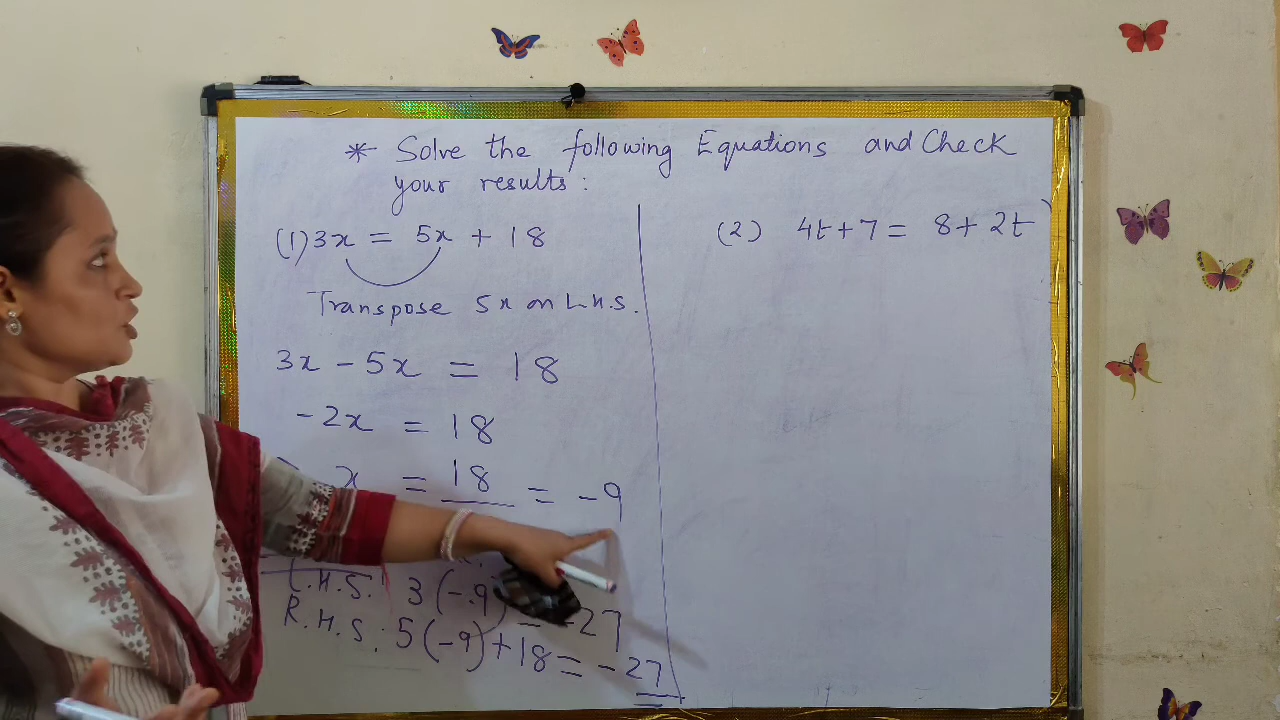 * Solve the following Equations and Check
your results:
(1) 3x = 5x + 18
Transpose 5x on L.H.S.
3x - 5x = 18
-2x = 18
x = 18 = -9
L.H.S. 3(-9) = -27
R.H.S. 5(-9) + 18 = -27
(2) 4t + 7 = 8 + 2t